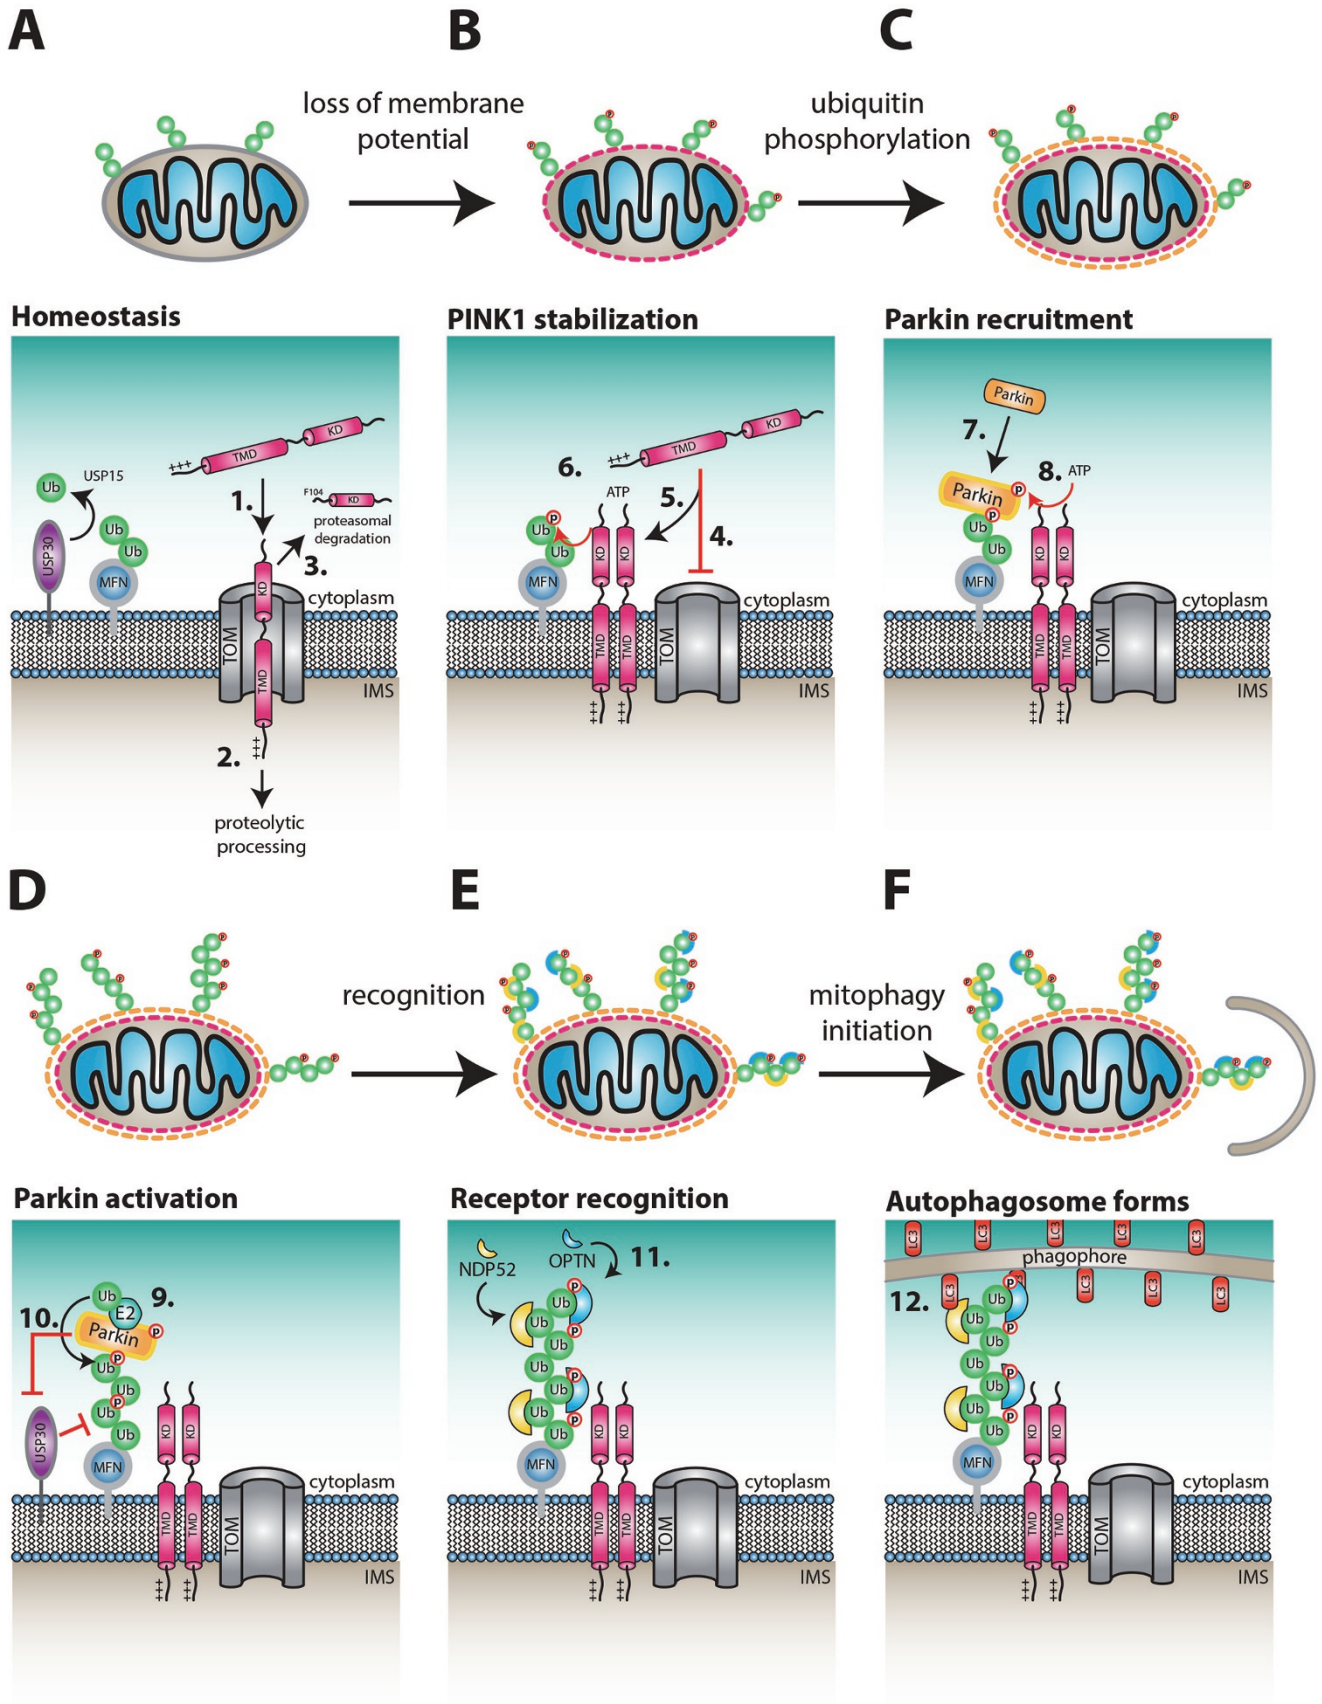 A
B
C
loss of membrane
potential
ubiquitin
phosphorylation
P P P P
P P P P
Homeostasis
PINK1 stabilization
Parkin recruitment
USP15
Ub
USP30
Ub
Ub
MFN
+++
TMD
KD
1.
F104
KD
proteasomal
degradation
3.
KD
cytoplasm
TOM
TMD
IMS
+++
2.
proteolytic
processing
+++
TMD
KD
6.
ATP
5.
4.
P
Ub
Ub
MFN
KD
KD
cytoplasm
TMD
TMD
TOM
IMS
+++
+++
Parkin
7.
8.
ATP
Parkin
P
P
Ub
Ub
MFN
KD
KD
cytoplasm
TMD
TMD
TOM
IMS
+++
+++
D
E
F
recognition
mitophagy
initiation
P P P P P P P P P
P P P P P P P P P
P P P P P P P P P
Parkin activation
Receptor recognition
Autophagosome forms
Ub
9.
E2
10.
Parkin
P
P
Ub
Ub
P
Ub
Ub
USP30
MFN
KD
KD
cytoplasm
TMD
TMD
TOM
IMS
+++
+++
NDP52
OPTN
11.
P
Ub
Ub
P
Ub
Ub
P
Ub
Ub
P
Ub
MFN
KD
KD
cytoplasm
TMD
TMD
TOM
IMS
+++
+++
LC3
LC3
LC3
LC3
LC3
phagophore
12.
LC3
LC3
LC3
LC3
P
Ub
Ub
P
Ub
Ub
P
Ub
Ub
P
Ub
MFN
KD
KD
cytoplasm
TMD
TMD
TOM
IMS
+++
+++